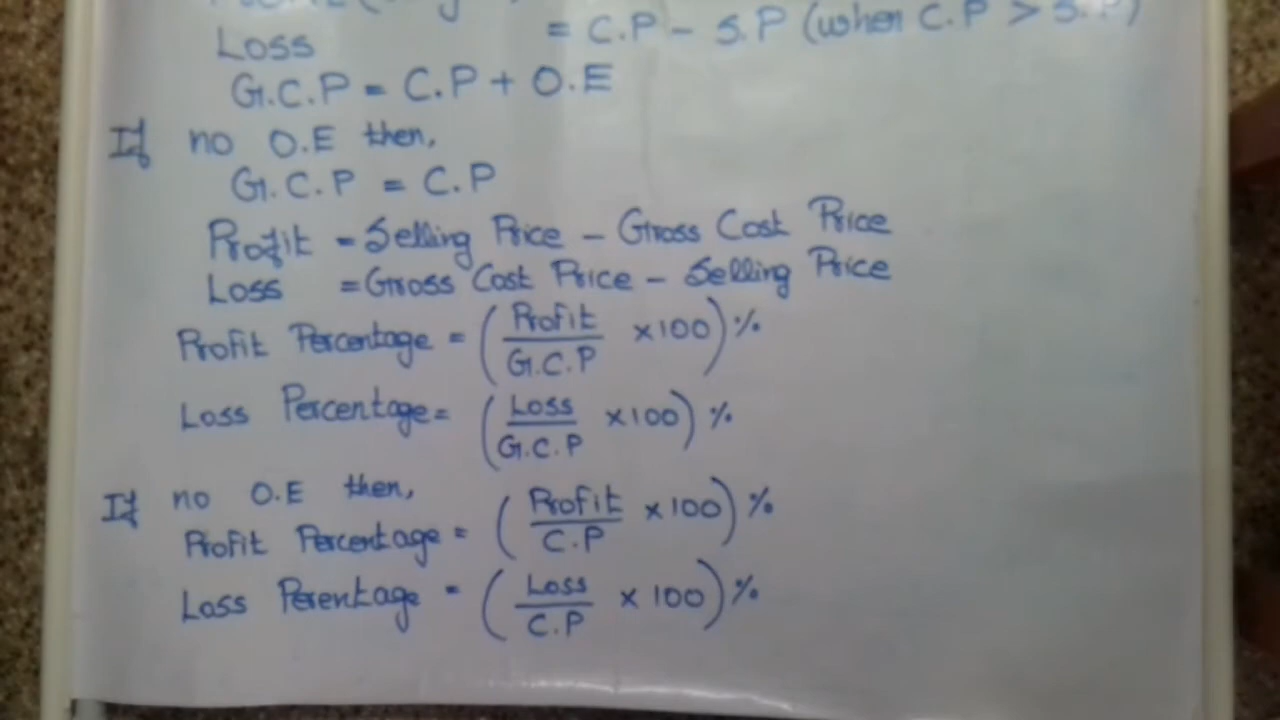 Loss = C.P - S.P (when C.P > S.P)
G.C.P = C.P + O.E
If no O.E then,
G.C.P = C.P
Profit = Selling Price - Gross Cost Price
Loss = Gross Cost Price - Selling Price
Profit Percentage = (Profit/G.C.P × 100) %
Loss Percentage = (Loss/G.C.P × 100) %
If no O.E then,
Profit Percentage = (Profit/C.P × 100) %
Loss Perentage = (Loss/C.P × 100) %